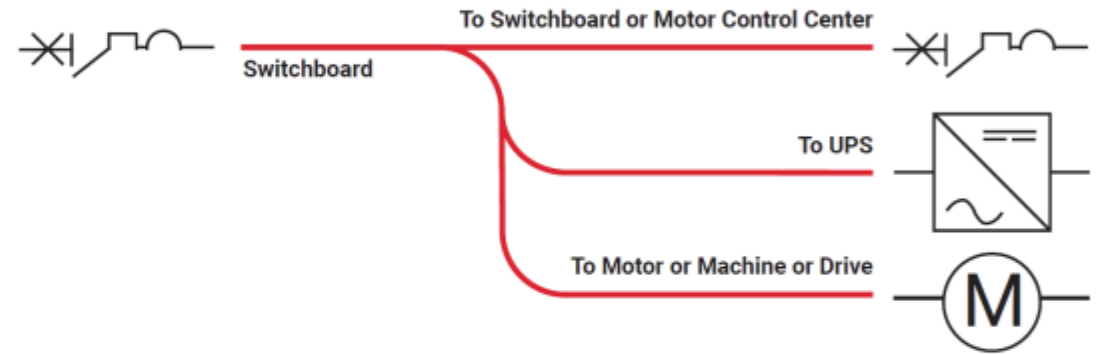 To Switchboard or Motor Control Center
Switchboard
To UPS
To Motor or Machine or Drive
M